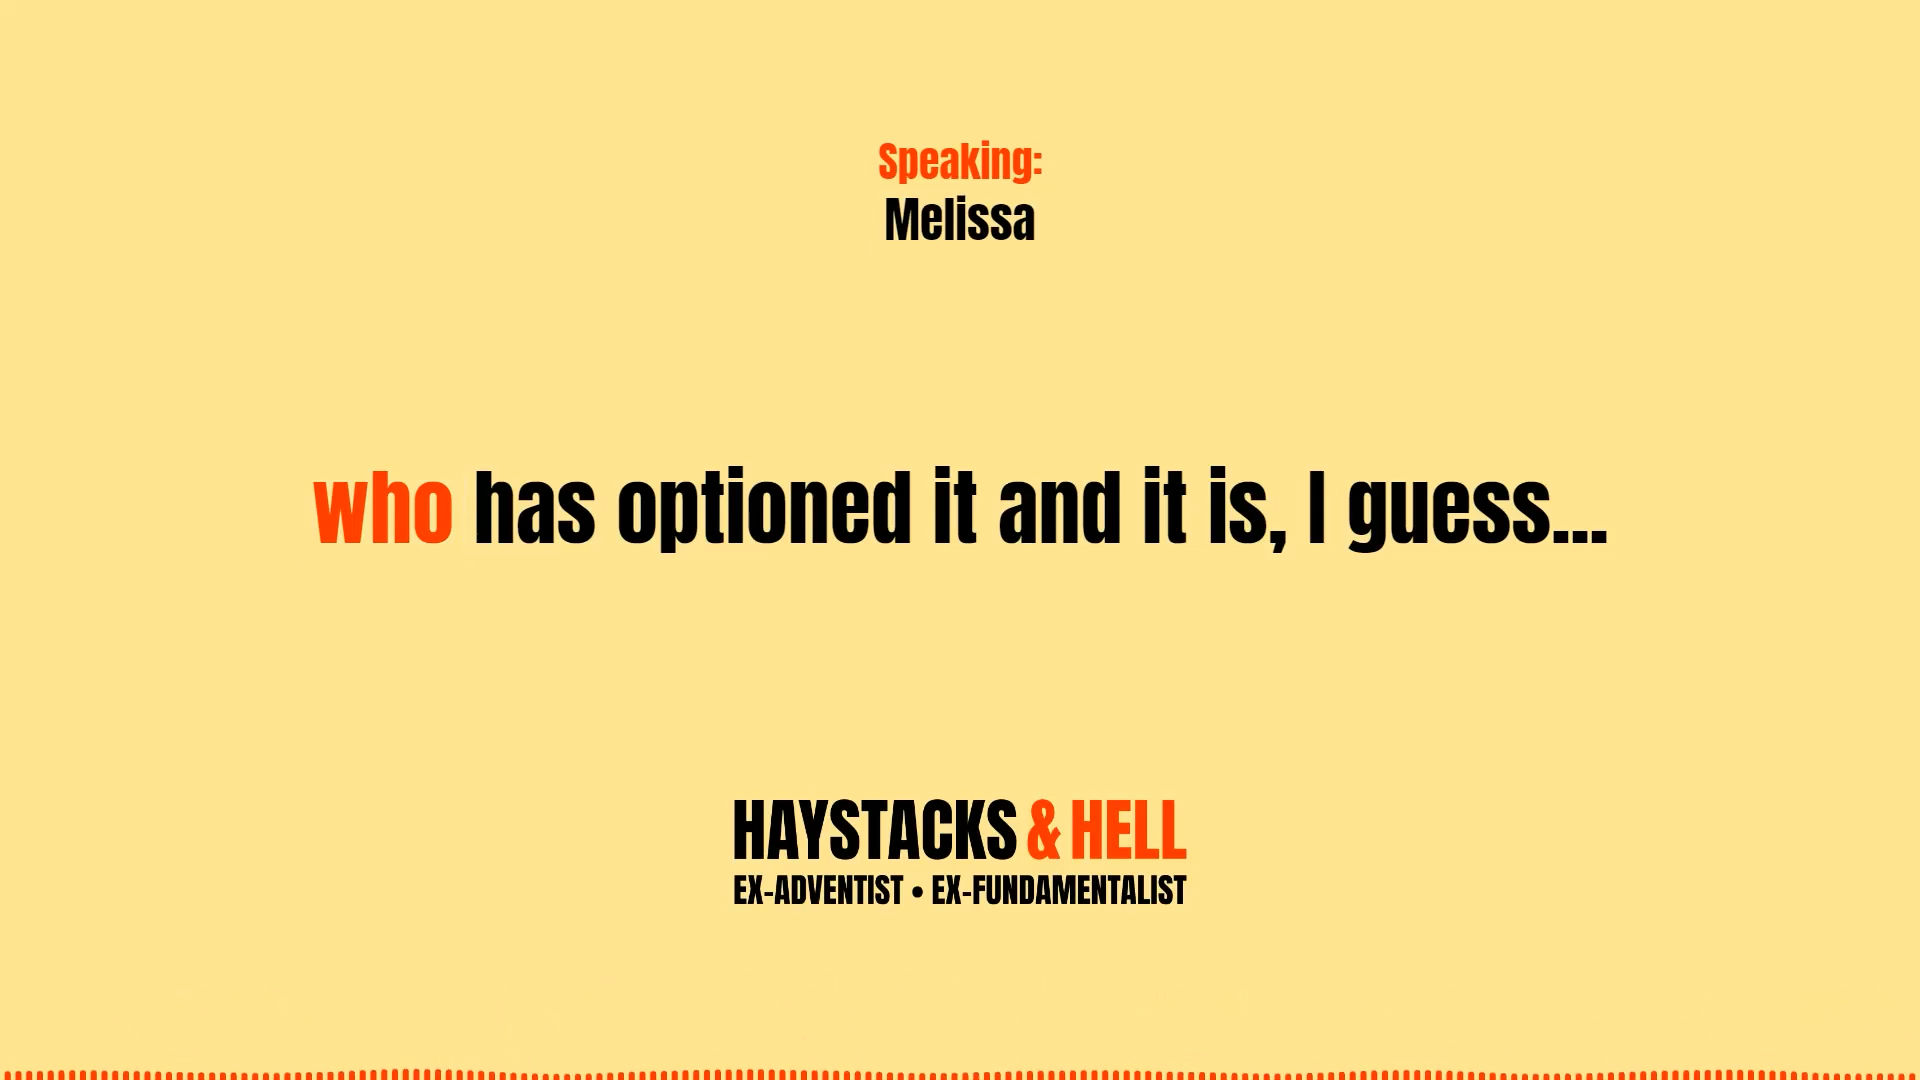 Speaking:
Melissa
who has optioned it and it is, I guess...
HAYSTACKS & HELL
EX-ADVENTIST • EX-FUNDAMENTALIST